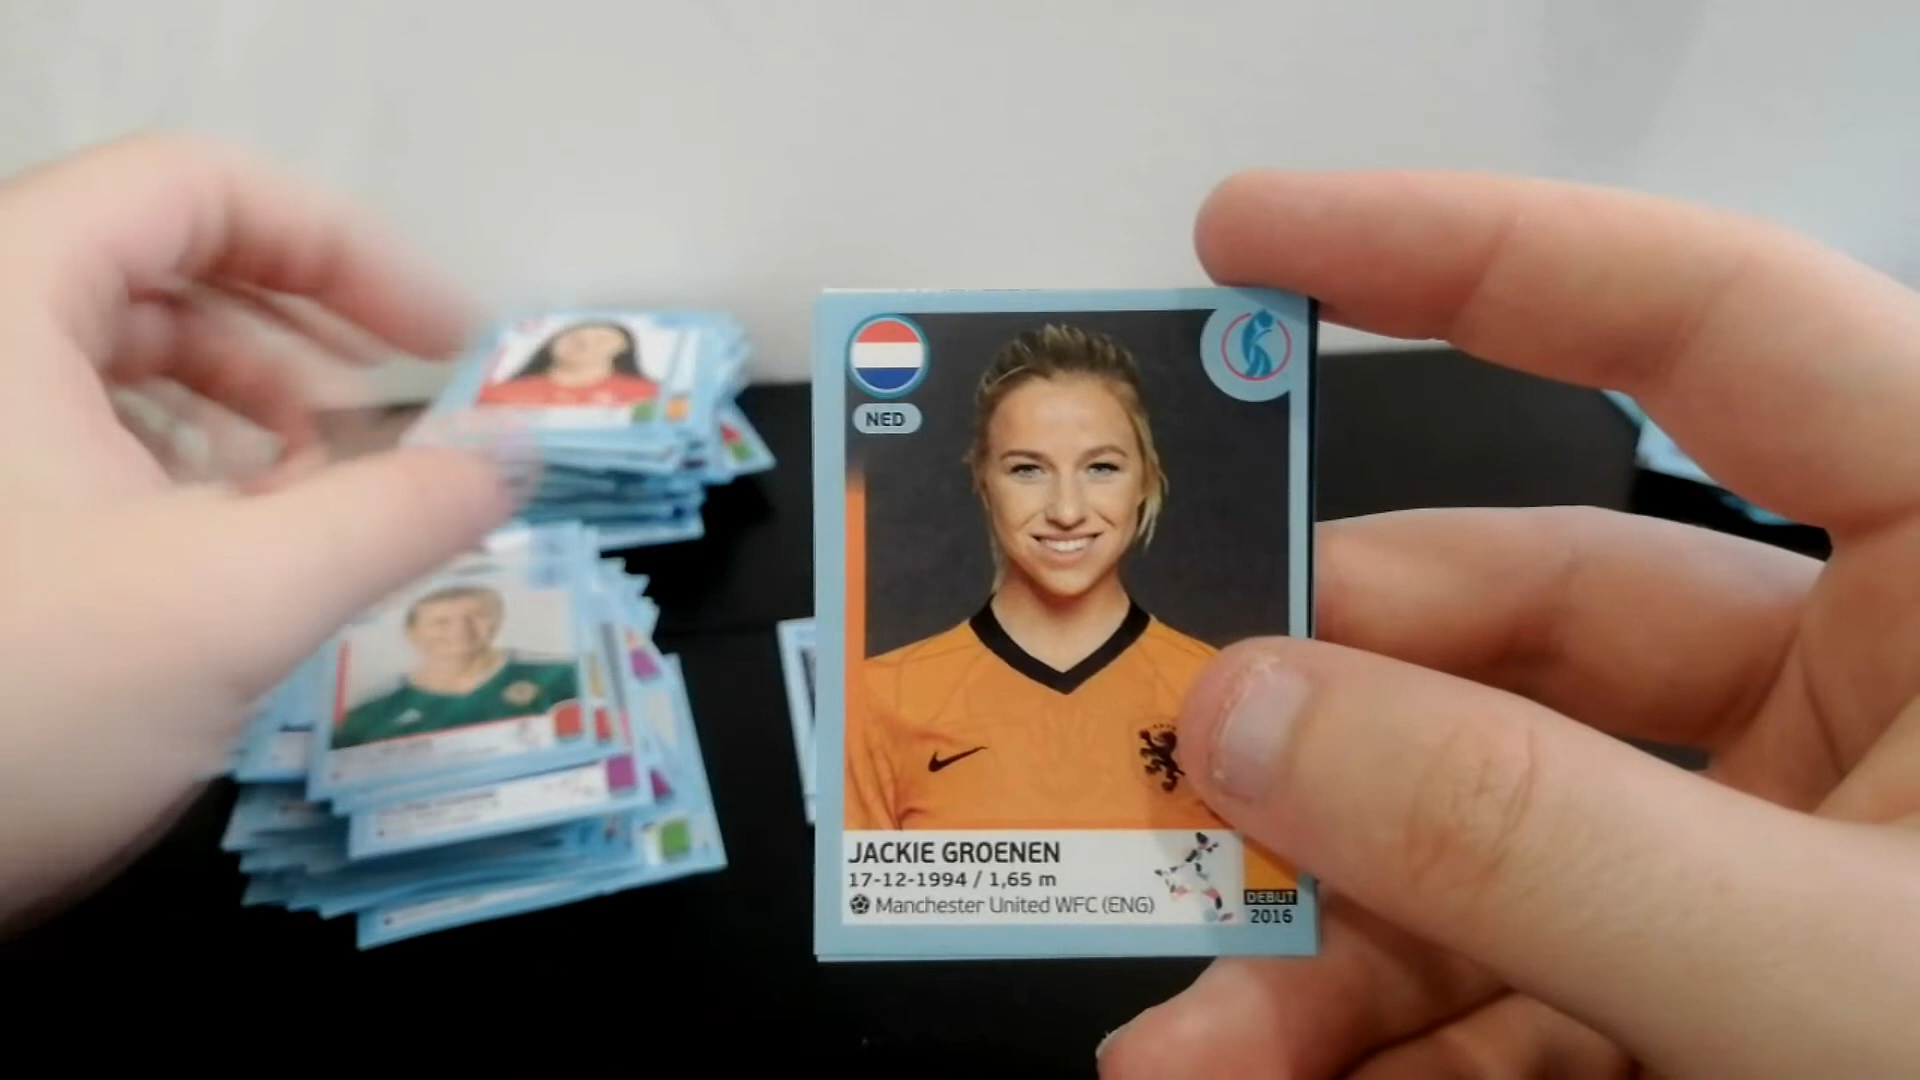 NED
JACKIE GROENEN
17-12-1994 / 1,65 m
Manchester United WFC (ENG)
DEBUT
2016